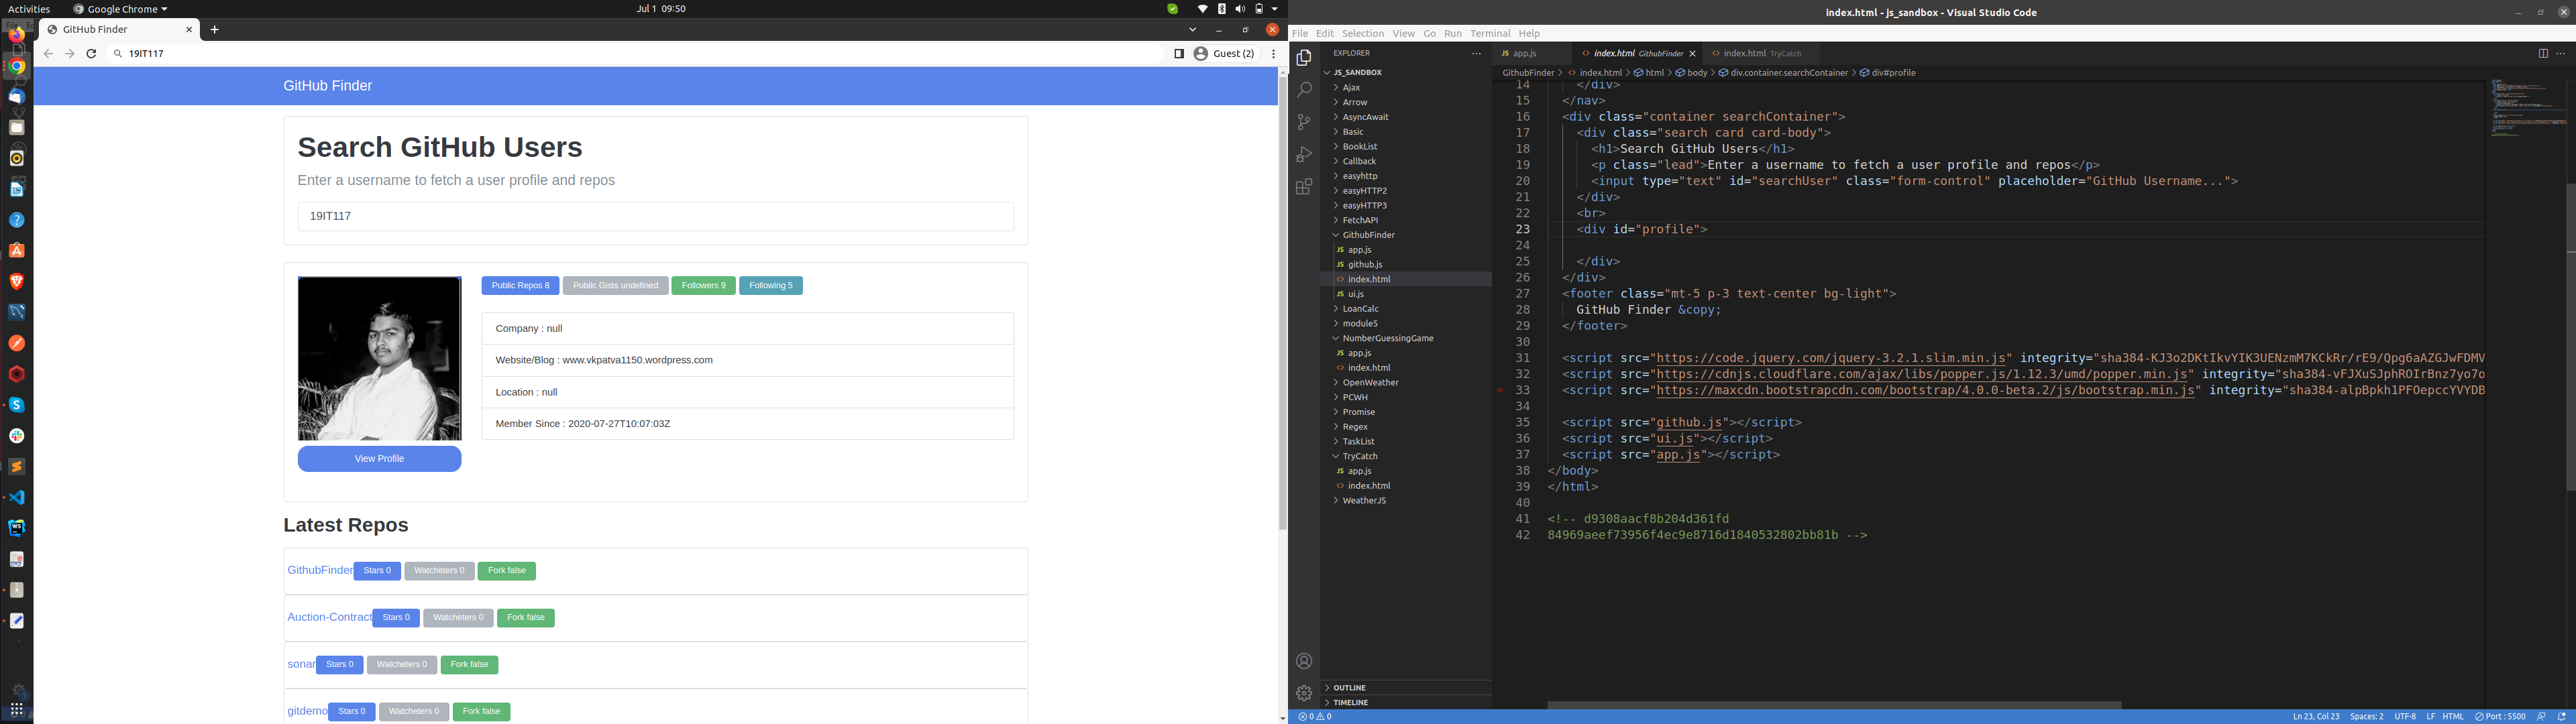 Activities
Google Chrome
Jul 1 09:50
GitHub Finder
19IT117
Guest (2)
GitHub Finder
Search GitHub Users
Enter a username to fetch a user profile and repos
19IT117
Public Repos 8
Public Gists undefined
Followers 9
Following 5
Company : null
Website/Blog : www.vkpatva1150.wordpress.com
Location : null
Member Since : 2020-07-27T10:07:03Z
View Profile
Latest Repos
GithubFinder Stars 0 Watcheters 0 Fork false
Auction-Contract Stars 0 Watcheters 0 Fork false
sonar Stars 0 Watcheters 0 Fork false
gitdemo Stars 0 Watcheters 0 Fork false
index.html - js_sandbox - Visual Studio Code
File Edit Selection View Go Run Terminal Help
EXPLORER
JS_SANDBOX
Ajax
Arrow
AsyncAwait
Basic
BookList
Callback
easyhttp
easyHTTP2
easyHTTP3
FetchAPI
GithubFinder
JS app.js
JS github.js
index.html
JS ui.js
LoanCalc
module5
NumberGuessingGame
JS app.js
index.html
OpenWeather
PCWH
Promise
Regex
TaskList
TryCatch
JS app.js
index.html
WeatherJS
OUTLINE
TIMELINE
JS app.js
index.html GithubFinder
index.html TryCatch
GithubFinder > index.html > html > body > div.container.searchContainer > div#profile
14 </div>
15 </nav>
16 <div class="container searchContainer">
17 <div class="search card card-body">
18 <h1>Search GitHub Users</h1>
19 <p class="lead">Enter a username to fetch a user profile and repos</p>
20 <input type="text" id="searchUser" class="form-control" placeholder="GitHub Username...">
21 </div>
22 <br>
23 <div id="profile">
24
25 </div>
26 </div>
27 <footer class="mt-5 p-3 text-center bg-light">
28 GitHub Finder &copy;
29 </footer>
30
31 <script src="https://code.jquery.com/jquery-3.2.1.slim.min.js" integrity="sha384-KJ3o2DKtIkvYIK3UENzmM7KCkRr/rE9/Qpg6aAZGJwFDMV
32 <script src="https://cdnjs.cloudflare.com/ajax/libs/popper.js/1.12.3/umd/popper.min.js" integrity="sha384-vFJXuSJphROIrBnz7yo7o
33 <script src="https://maxcdn.bootstrapcdn.com/bootstrap/4.0.0-beta.2/js/bootstrap.min.js" integrity="sha384-alpBpkh1PFOepccYVYDB
34
35 <script src="github.js"></script>
36 <script src="ui.js"></script>
37 <script src="app.js"></script>
38 </body>
39 </html>
40
41 <!-- d9308aacf8b204d361fd
42 84969aeef73956f4ec9e8716d1840532802bb81b -->
0 0
Ln 23, Col 23
Spaces: 2
UTF-8
LF
HTML
Port : 5500